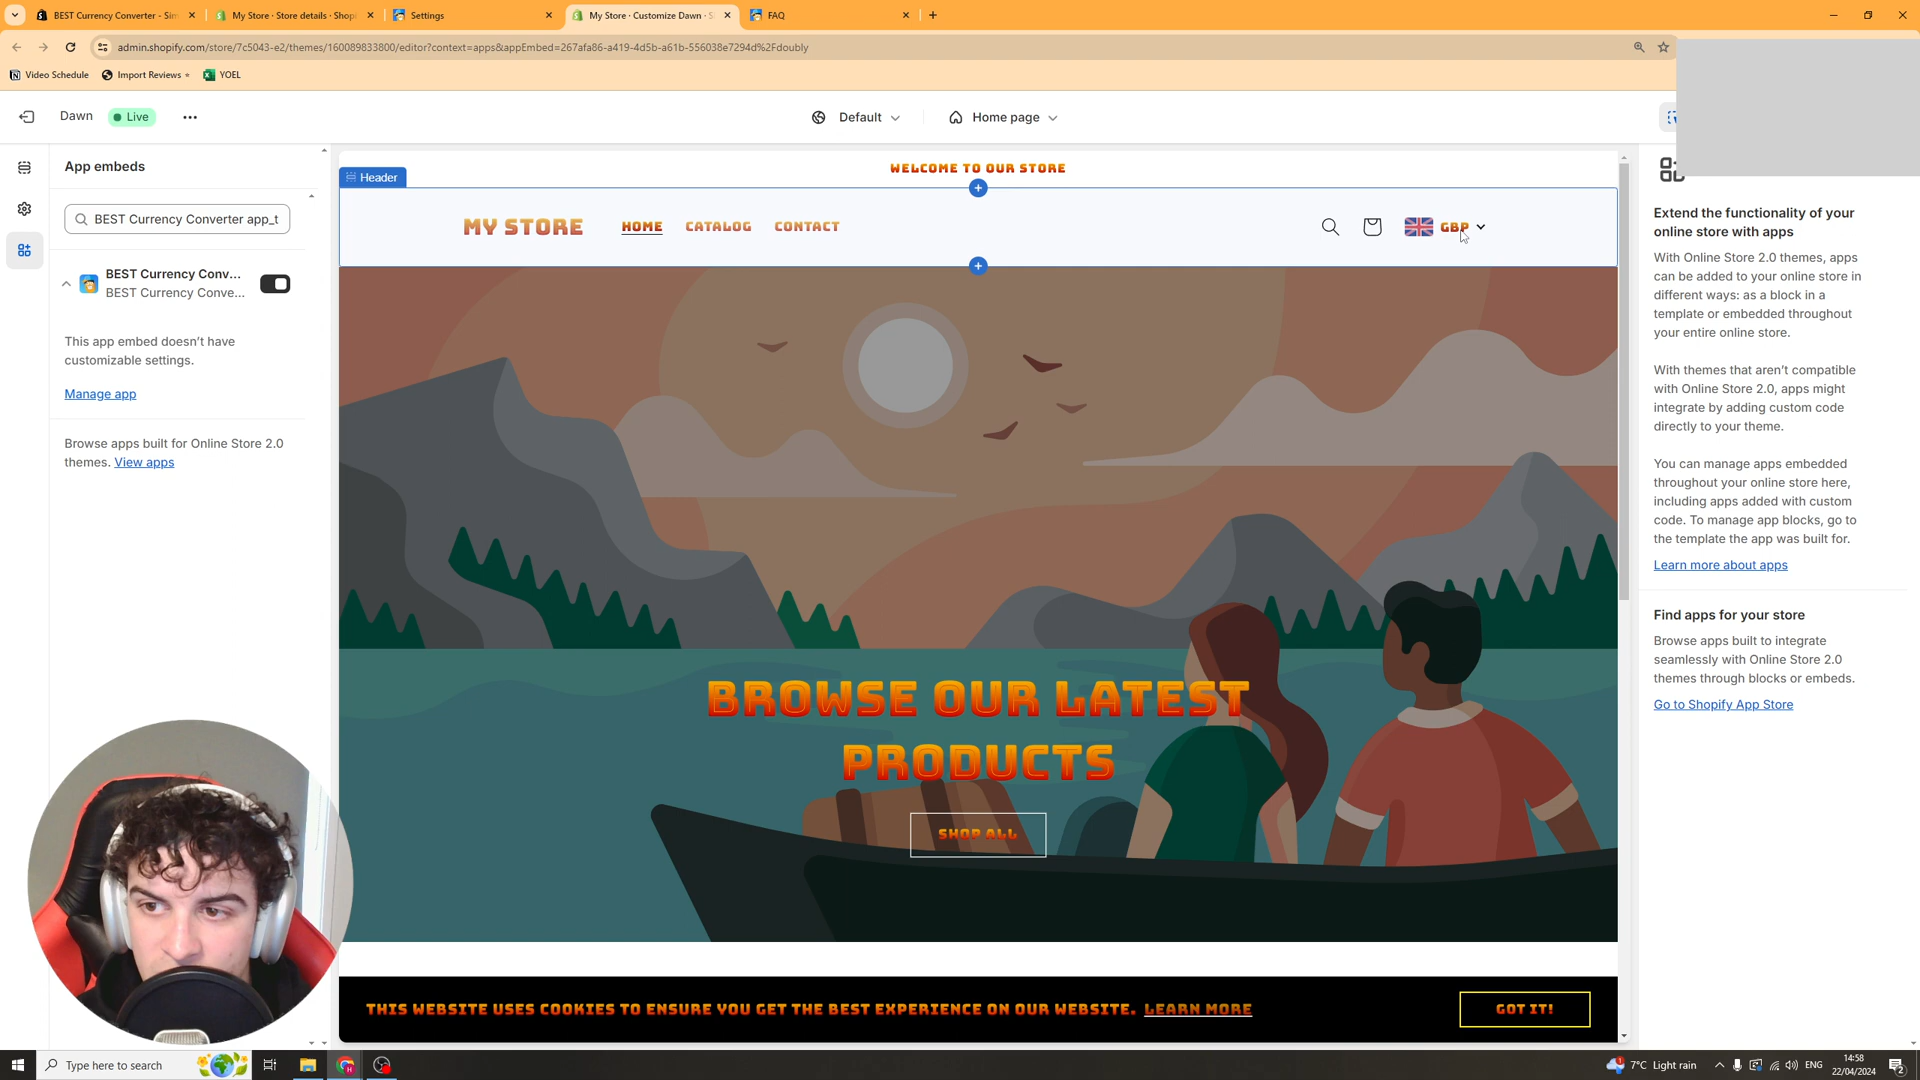 BEST Currency Converter - Sim
My Store · Store details · Shopi
Settings
My Store · Customize Dawn · S
FAQ
admin.shopify.com/store/7c5043-e2/themes/160089833800/editor?context=apps&appEmbed=267afa86-a419-4d5b-a61b-556038e7294d%2Fdoubly
Video Schedule
Import Reviews
YOEL
Dawn
Live
Default
Home page
App embeds
BEST Currency Converter app_t
BEST Currency Conv...
BEST Currency Conve...
This app embed doesn't have
customizable settings.
Manage app
Browse apps built for Online Store 2.0
themes. View apps
WELCOME TO OUR STORE
Header
MY STORE
HOME
CATALOG
CONTACT
GBP
BROWSE OUR LATEST
PRODUCTS
SHOP ALL
THIS WEBSITE USES COOKIES TO ENSURE YOU GET THE BEST EXPERIENCE ON OUR WEBSITE. LEARN MORE
GOT IT!
Extend the functionality of your
online store with apps
With Online Store 2.0 themes, apps
can be added to your online store in
different ways: as a block in a
template or embedded throughout
your entire online store.
With themes that aren't compatible
with Online Store 2.0, apps might
integrate by adding custom code
directly to your theme.
You can manage apps embedded
throughout your online store here,
including apps added with custom
code. To manage app blocks, go to
the template the app was built for.
Learn more about apps
Find apps for your store
Browse apps built to integrate
seamlessly with Online Store 2.0
themes through blocks or embeds.
Go to Shopify App Store
Type here to search
7°C Light rain
ENG
14:58
22/04/2024